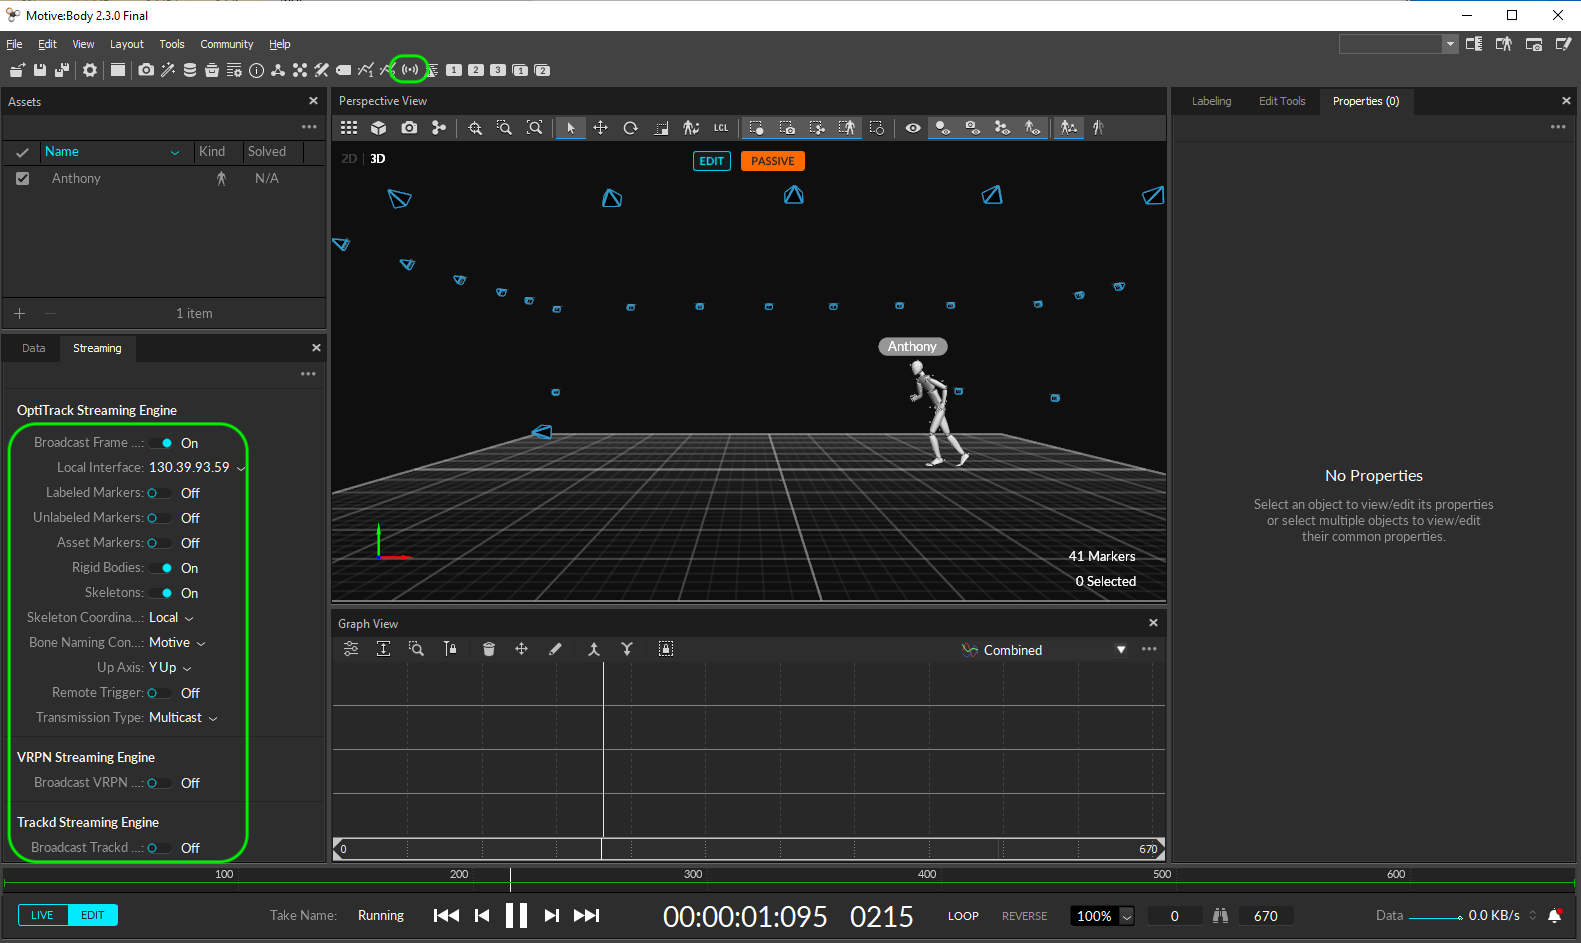 Motive:Body 2.3.0 Final
File Edit View Layout Tools Community Help
1 2 3 1 2
Assets
Name Kind Solved
Anthony N/A
1 item
Data Streaming
OptiTrack Streaming Engine
Broadcast Frame ...: On
Local Interface: 130.39.93.59
Labeled Markers: Off
Unlabeled Markers: Off
Asset Markers: Off
Rigid Bodies: On
Skeletons: On
Skeleton Coordina...: Local
Bone Naming Con...: Motive
Up Axis: Y Up
Remote Trigger: Off
Transmission Type: Multicast
VRPN Streaming Engine
Broadcast VRPN ...: Off
Trackd Streaming Engine
Broadcast Trackd ...: Off
Perspective View
LCL
2D 3D
EDIT PASSIVE
Anthony
41 Markers
0 Selected
Graph View
Combined
0 670
Labeling Edit Tools Properties (0)
No Properties
Select an object to view/edit its properties
or select multiple objects to view/edit
their common properties.
100 200 300 400 500 600
LIVE EDIT Take Name: Running 00:00:01:095 0215 LOOP REVERSE 100% 0 670 Data 0.0 KB/s